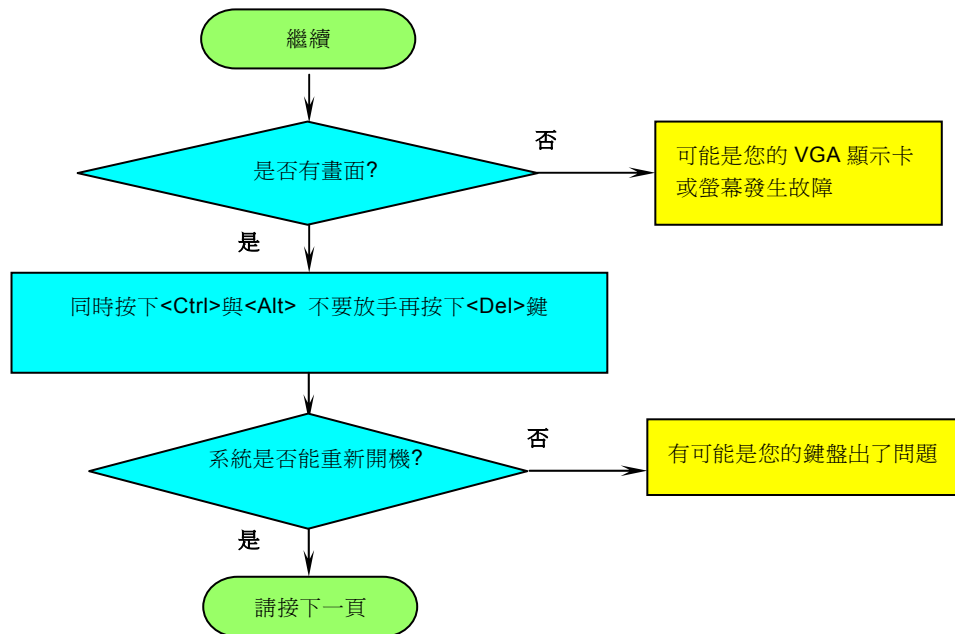 繼續
是否有畫面?
否
可能是您的 VGA 顯示卡
或螢幕發生故障
是
同時按下<Ctrl>與<Alt> 不要放手再按下<Del>鍵
系統是否能重新開機?
否
有可能是您的鍵盤出了問題
是
請接下一頁